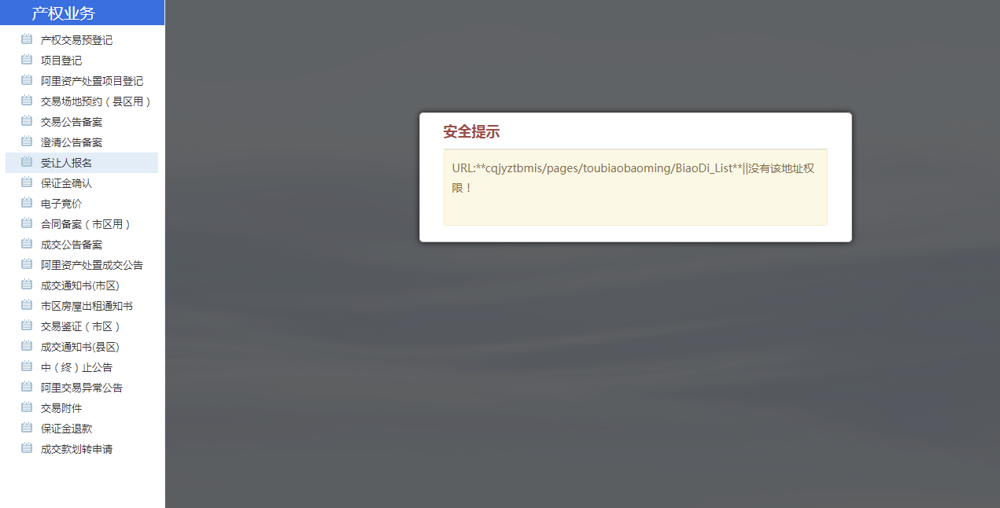 产权业务
产权交易预登记
项目登记
阿里资产处置项目登记
交易场地预约（县区用）
交易公告备案
澄清公告备案
受让人报名
保证金确认
电子竞价
合同备案（市区用）
成交公告备案
阿里资产处置成交公告
成交通知书(市区)
市区房屋出租通知书
交易鉴证（市区）
成交通知书(县区)
中（终）止公告
阿里交易异常公告
交易附件
保证金退款
成交款划转申请
安全提示
URL:**cqjyztbmis/pages/toubiaobaoming/BiaoDi_List**||没有该地址权
限！